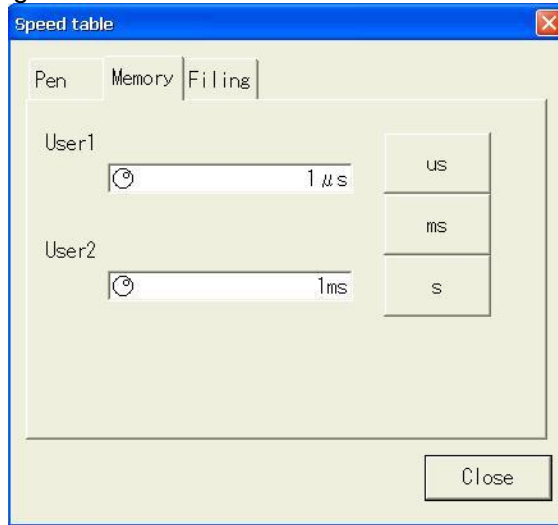 Speed table
Pen Memory Filing
User1
1μs
us
ms
User2
1ms
s
Close